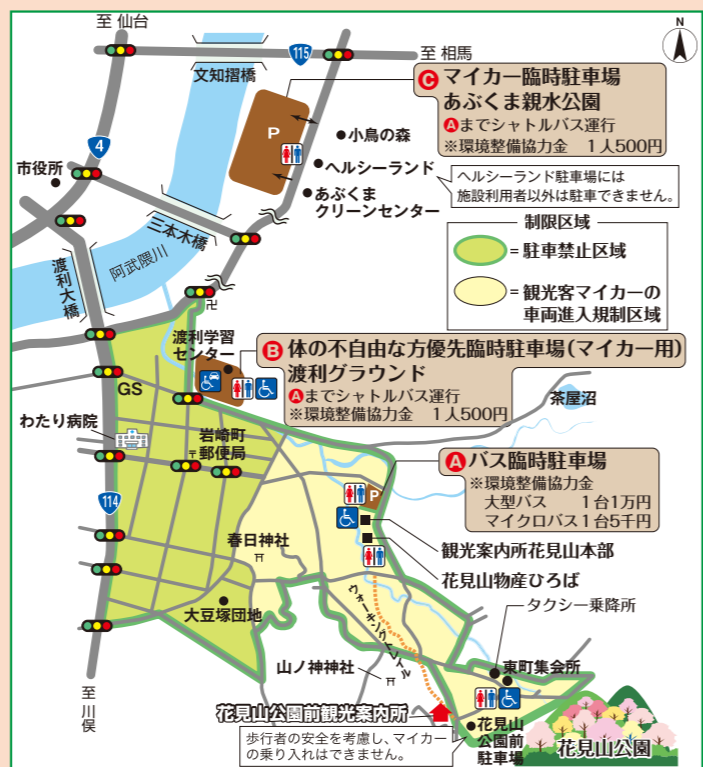 至 仙台
N
115
至 相馬
文知摺橋
C マイカー臨時駐車場
あぶくま親水公園
Aまでシャトルバス運行
※環境整備協力金 1人500円
P
小鳥の森
4
市役所
ヘルシーランド
ヘルシーランド駐車場には
施設利用者以外は駐車できません。
あぶくま
クリーンセンター
三本木橋
制限区域
=駐車禁止区域
=観光客マイカーの
車両進入規制区域
渡利大橋
阿武隈川
卍
渡利学習
センター
B 体の不自由な方優先臨時駐車場(マイカー用)
渡利グラウンド
Aまでシャトルバス運行
※環境整備協力金 1人500円
GS
茶屋沼
わたり病院
岩崎町
〒郵便局
A バス臨時駐車場
※環境整備協力金
大型バス 1台1万円
マイクロバス 1台5千円
P
114
観光案内所花見山本部
春日神社
花見山物産ひろば
ウォーキングトレイル
タクシー乗降所
大豆塚団地
山ノ神神社
東町集会所
至 川俣
花見山公園前観光案内所
歩行者の安全を考慮し、マイカー
の乗り入れはできません。
花見山
公園前
駐車場
花見山公園